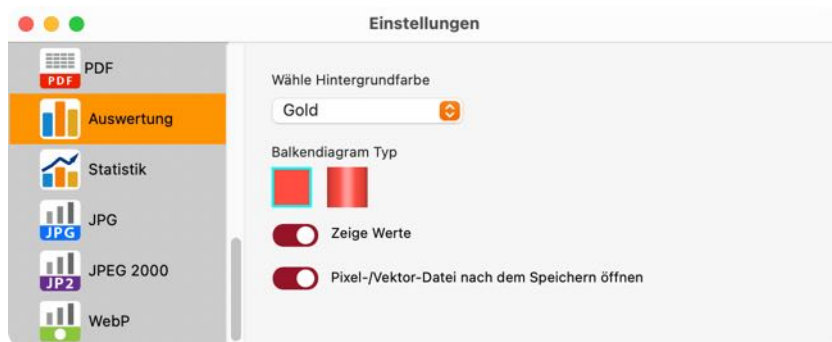 Einstellungen
PDF
PDF
Auswertung
Statistik
JPG
JPG
JPEG 2000
JP2
WebP
Wähle Hintergrundfarbe
Gold
Balkendiagram Typ
Zeige Werte
Pixel-/Vektor-Datei nach dem Speichern öffnen